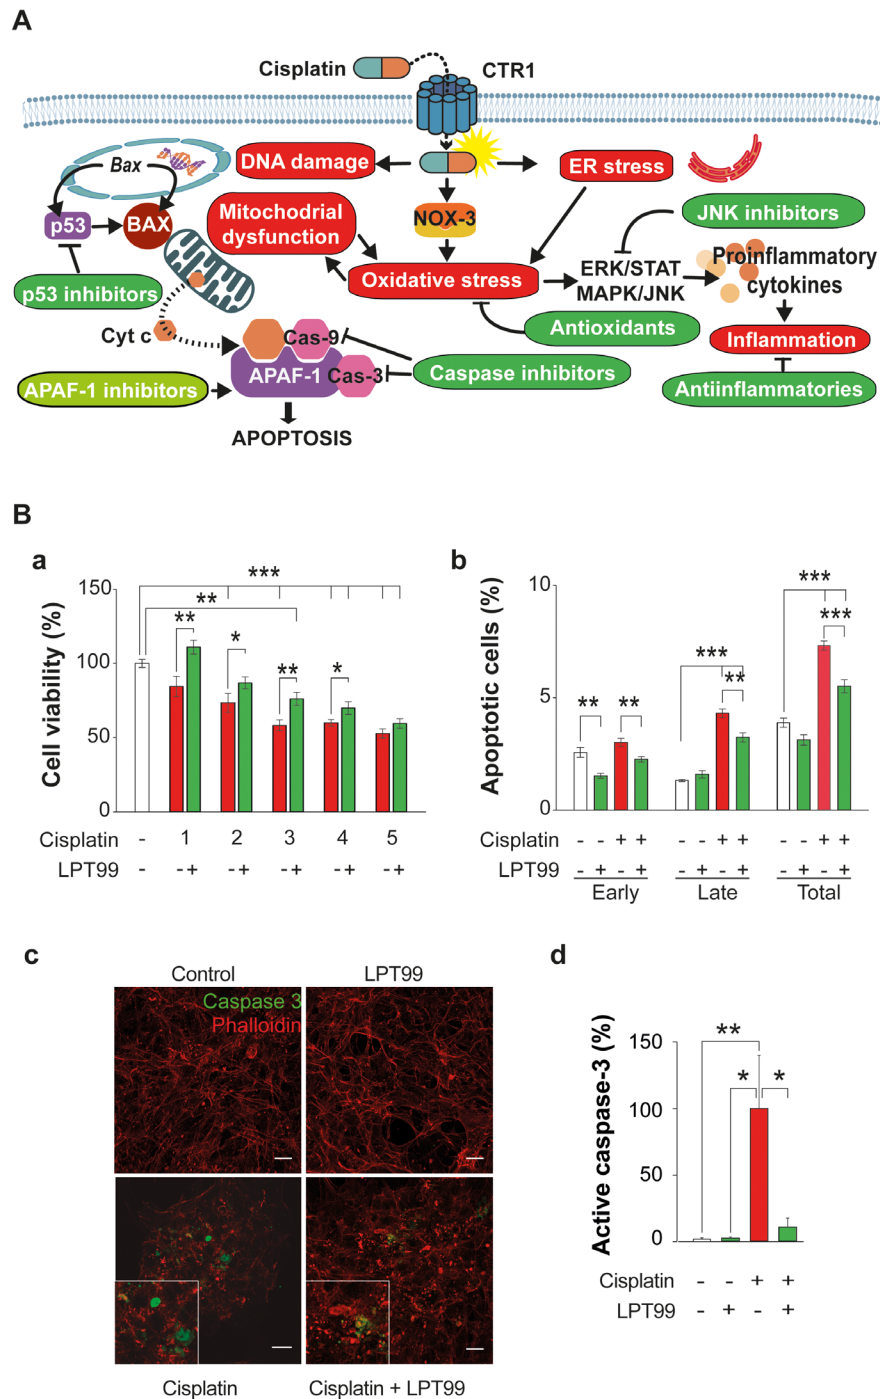 A
Cisplatin
CTR1
Bax
DNA damage
ER stress
p53
BAX
Mitochodrial
dysfunction
NOX-3
JNK inhibitors
Oxidative stress
ERK/STAT
MAPK/JNK
Proinflammatory
cytokines
p53 inhibitors
Cyt c
Antioxidants
Inflammation
Cas-9
APAF-1
Cas-3
Caspase inhibitors
APAF-1 inhibitors
Antiinflammatories
APOPTOSIS
B
a
Cell viability (%)
150
100
50
0
***
**
**
*
**
*
Cisplatin - 1 2 3 4 5
LPT99 - - + - + - + - + - +
b
Apoptotic cells (%)
10
5
0
**
**
***
**
***
***
Cisplatin - - + + - - + + - - + +
LPT99 - + - + - + - + - + - +
Early Late Total
c
Control
LPT99
Caspase 3
Phalloidin
Cisplatin
Cisplatin + LPT99
d
Active caspase-3 (%)
150
100
50
0
**
*
*
Cisplatin - - + +
LPT99 - + - +